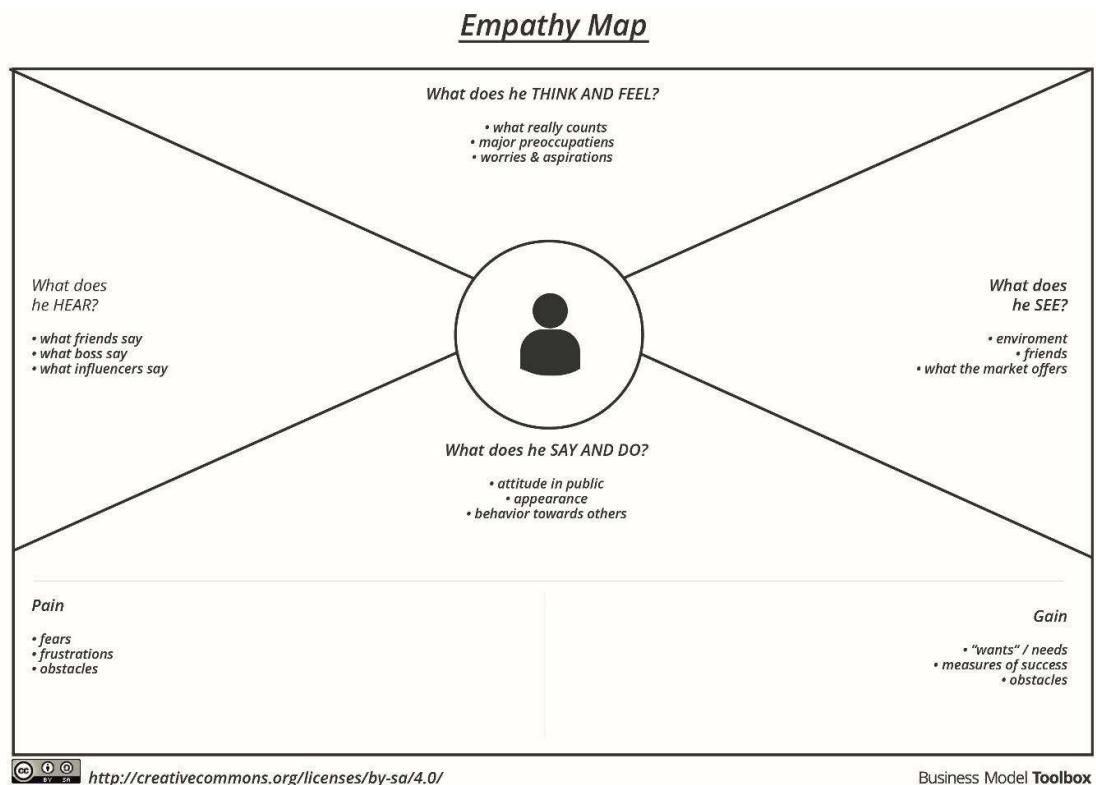 Empathy Map
What does he THINK AND FEEL?
• what really counts
• major preoccupatiens
• worries & aspirations
What does
he HEAR?
• what friends say
• what boss say
• what influencers say
What does
he SEE?
• enviroment
• friends
• what the market offers
What does he SAY AND DO?
• attitude in public
• appearance
• behavior towards others
Pain
• fears
• frustrations
• obstacles
Gain
• "wants" / needs
• measures of success
• obstacles
cc BY SA
http://creativecommons.org/licenses/by-sa/4.0/
Business Model Toolbox